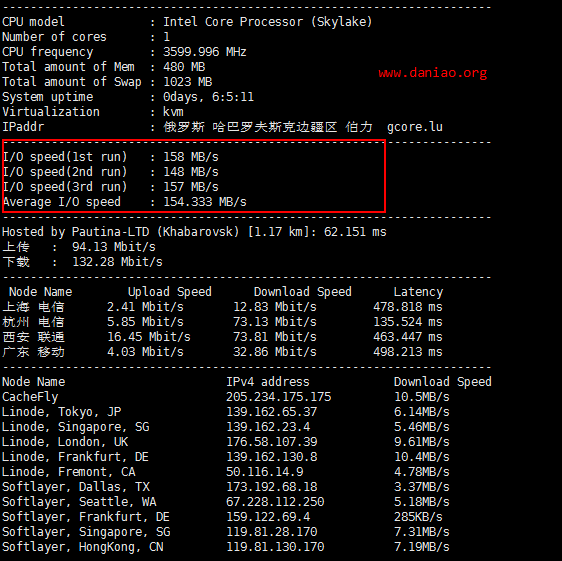 ----------------------------------------------------------------------
CPU model            : Intel Core Processor (Skylake)
Number of cores      : 1
CPU frequency        : 3599.996 MHz
Total amount of Mem  : 480 MB
www.daniao.org
Total amount of Swap : 1023 MB
System uptime        : 0days, 6:5:11
Virtualization       : kvm
IPaddr               : 俄罗斯 哈巴罗夫斯克边疆区 伯力  gcore.lu
----------------------------------------------------------------------
I/O speed(1st run)   : 158 MB/s
I/O speed(2nd run)   : 148 MB/s
I/O speed(3rd run)   : 157 MB/s
Average I/O speed    : 154.333 MB/s
----------------------------------------------------------------------
Hosted by Pautina-LTD (Khabarovsk) [1.17 km]: 62.151 ms
上传   :  94.13 Mbit/s
下载   :  132.28 Mbit/s
----------------------------------------------------------------------
Node Name            Upload Speed      Download Speed      Latency
上海 电信      2.41 Mbit/s       12.83 Mbit/s      478.818 ms
杭州 电信      5.85 Mbit/s       73.13 Mbit/s      135.524 ms
西安 联通      16.45 Mbit/s      73.81 Mbit/s      463.447 ms
广东 移动      4.03 Mbit/s       32.86 Mbit/s      498.213 ms
----------------------------------------------------------------------
Node Name                       IPv4 address            Download Speed
CacheFly                        205.234.175.175         10.5MB/s
Linode, Tokyo, JP               139.162.65.37           6.14MB/s
Linode, Singapore, SG           139.162.23.4            5.46MB/s
Linode, London, UK              176.58.107.39           9.61MB/s
Linode, Frankfurt, DE           139.162.130.8           10.4MB/s
Linode, Fremont, CA             50.116.14.9             4.78MB/s
Softlayer, Dallas, TX           173.192.68.18           3.37MB/s
Softlayer, Seattle, WA          67.228.112.250          5.18MB/s
Softlayer, Frankfurt, DE        159.122.69.4            285KB/s
Softlayer, Singapore, SG        119.81.28.170           7.31MB/s
Softlayer, HongKong, CN         119.81.130.170          7.19MB/s
----------------------------------------------------------------------